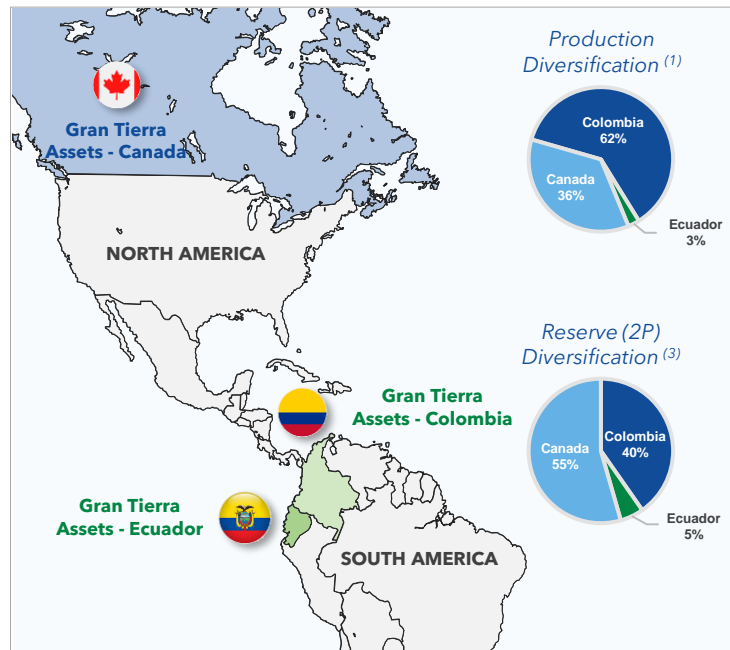 Production
Diversification (1)
Colombia
62%
Canada
36%
Ecuador
3%
Gran Tierra
Assets - Canada
NORTH AMERICA
Reserve (2P)
Diversification (3)
Canada
55%
Colombia
40%
Ecuador
5%
Gran Tierra
Assets - Colombia
Gran Tierra
Assets - Ecuador
SOUTH AMERICA